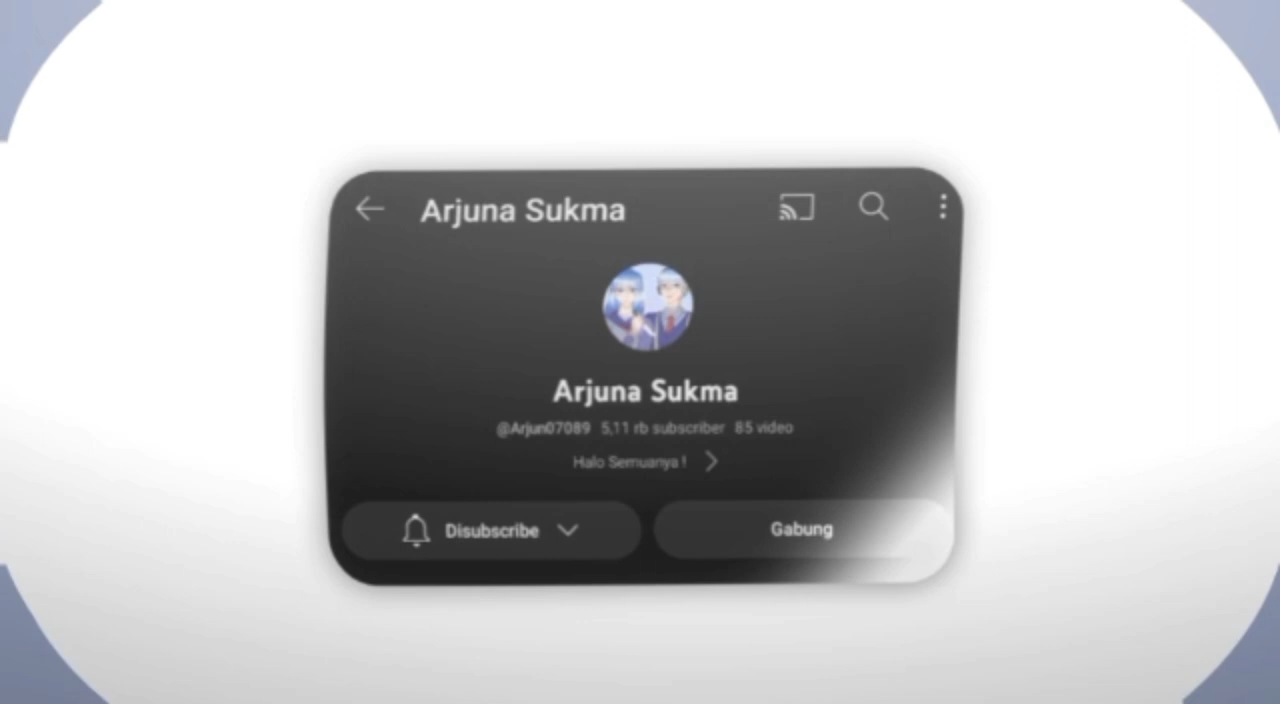 Arjuna Sukma
Arjuna Sukma
@Arjun07089 5,11 rb subscriber 85 video
Halo Semuanya !
Disubscribe
Gabung